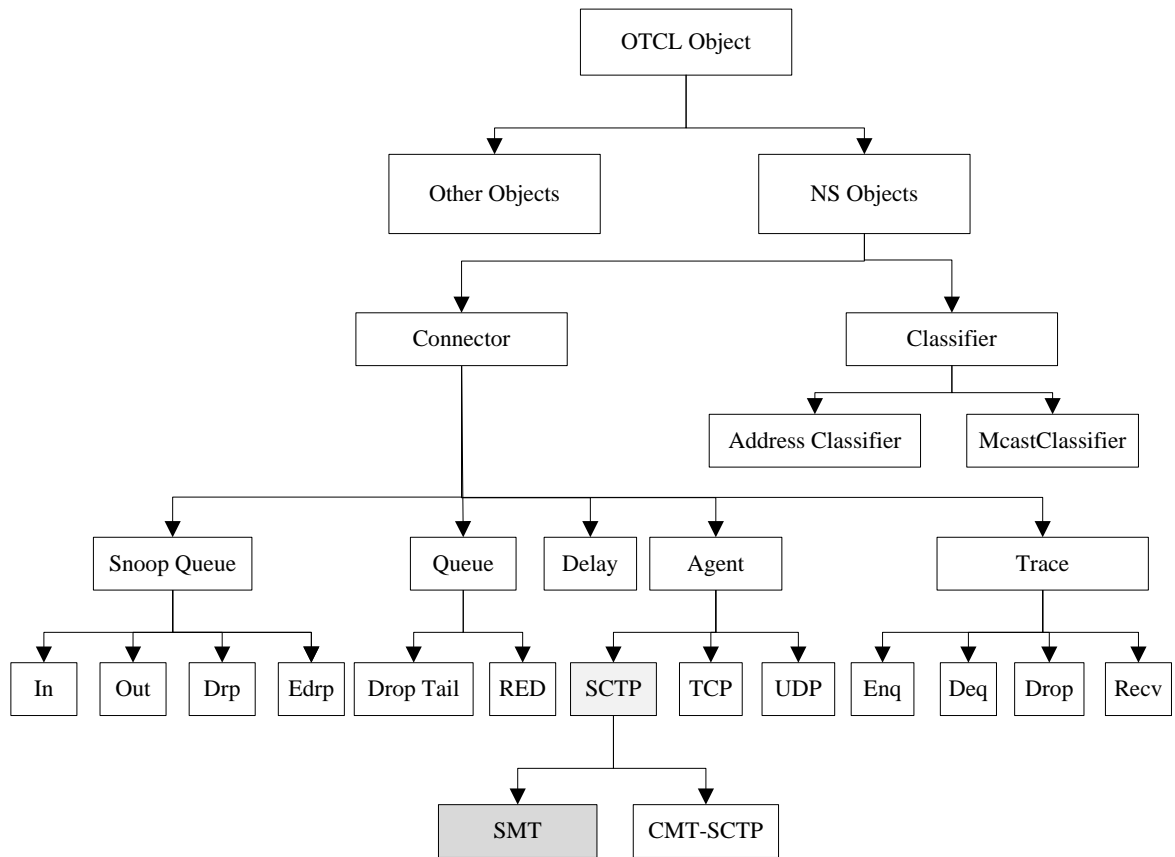 OTCL Object
Other Objects
NS Objects
Connector
Classifier
Address Classifier
McastClassifier
Snoop Queue
Queue
Delay
Agent
Trace
In
Out
Drp
Edrp
Drop Tail
RED
SCTP
TCP
UDP
Enq
Deq
Drop
Recv
SMT
CMT-SCTP